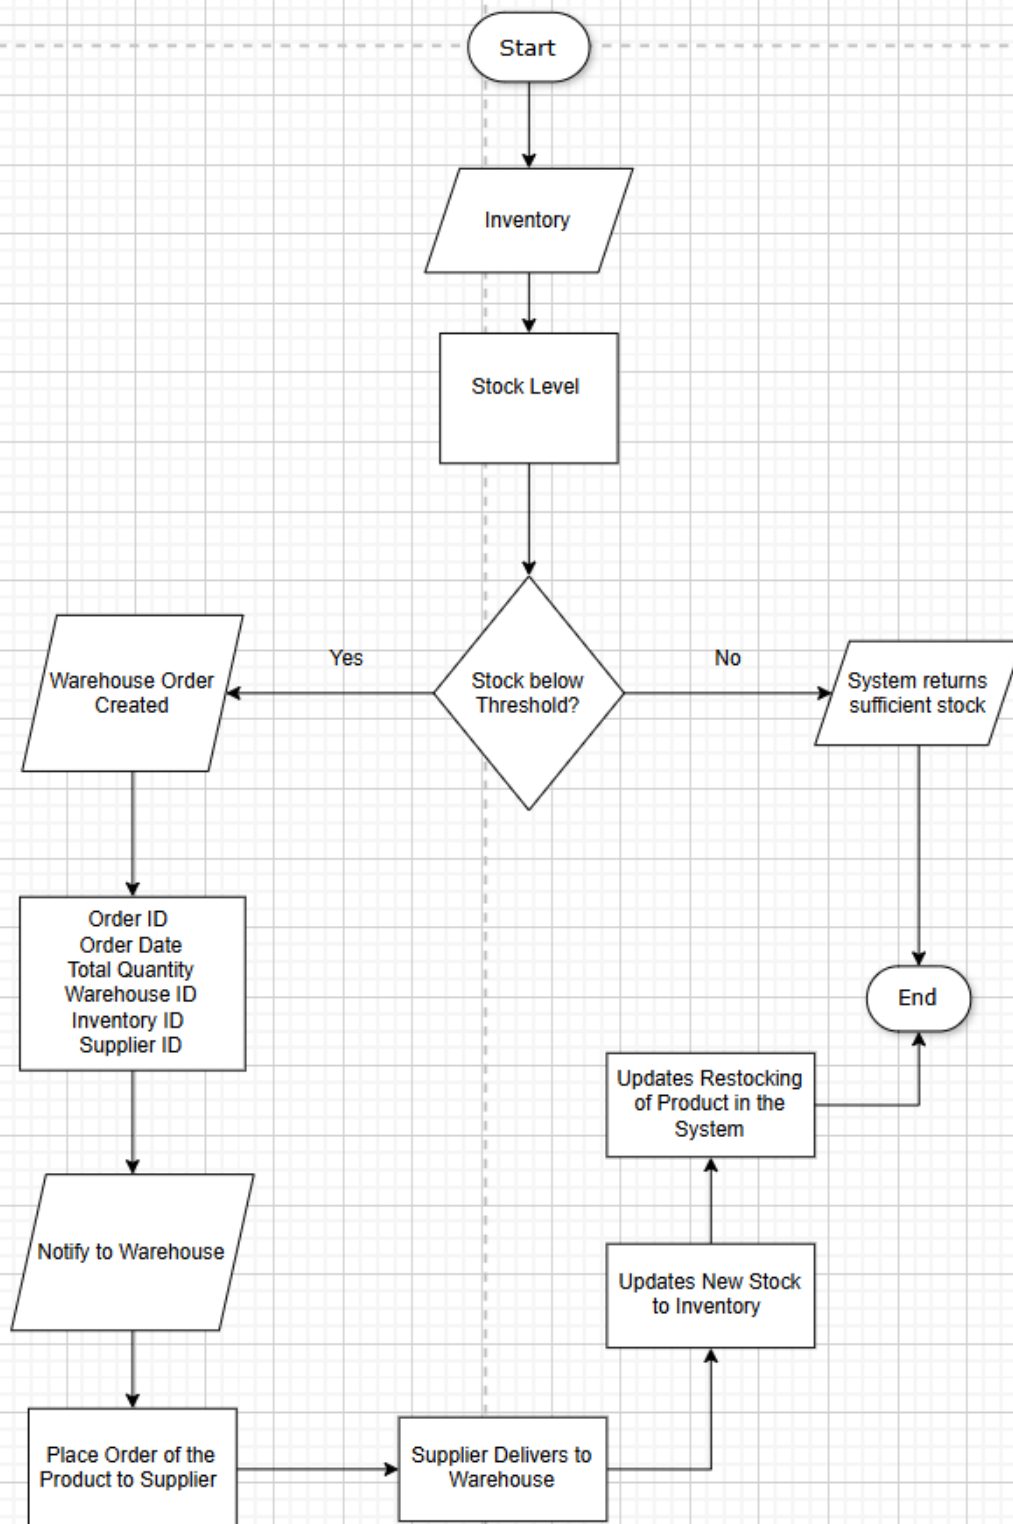 Start
Inventory
Stock Level
Stock below
Threshold?
Yes
No
Warehouse Order
Created
System returns
sufficient stock
Order ID
Order Date
Total Quantity
Warehouse ID
Inventory ID
Supplier ID
Notify to Warehouse
Place Order of the
Product to Supplier
Supplier Delivers to
Warehouse
Updates New Stock
to Inventory
Updates Restocking
of Product in the
System
End